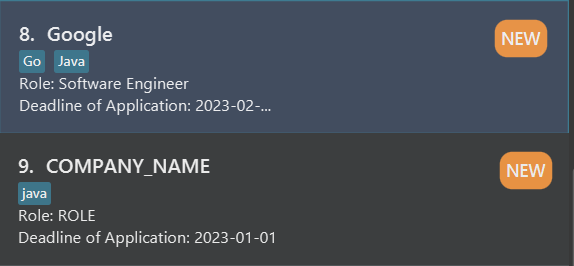 8. Google
NEW
Go Java
Role: Software Engineer
Deadline of Application: 2023-02-...
9. COMPANY_NAME
NEW
java
Role: ROLE
Deadline of Application: 2023-01-01